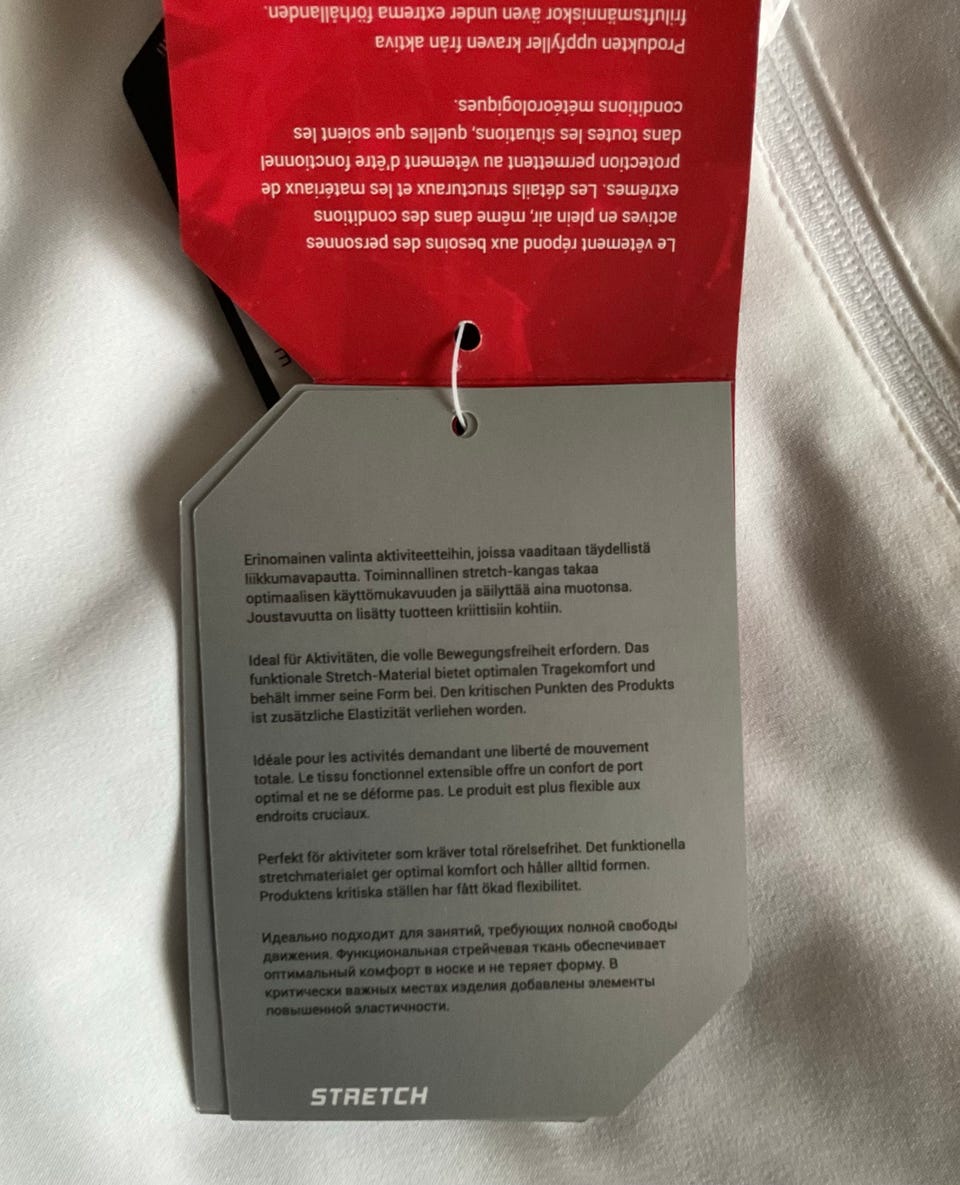 Le vêtement répond aux besoins des personnes
actives en plein air, même dans des conditions
extrêmes. Les détails structuraux et les matériaux de
protection permettent au vêtement d'être fonctionnel
dans toutes les situations, quelles que soient les
conditions météorologiques.
Produkten uppfyller kraven från aktiva
friluftsmänniskor även under extrema förhållanden.
Erinomainen valinta aktiviteetteihin, joissa vaaditaan täydellistä
liikkumavapautta. Toiminnallinen stretch-kangas takaa
optimaalisen käyttömukavuuden ja säilyttää aina muotonsa.
Joustavuutta on lisätty tuotteen kriittisiin kohtiin.
Ideal für Aktivitäten, die volle Bewegungsfreiheit erfordern. Das
funktionale Stretch-Material bietet optimalen Tragekomfort und
behält immer seine Form bei. Den kritischen Punkten des Produkts
ist zusätzliche Elastizität verliehen worden.
Idéale pour les activités demandant une liberté de mouvement
totale. Le tissu fonctionnel extensible offre un confort de port
optimal et ne se déforme pas. Le produit est plus flexible aux
endroits cruciaux.
Perfekt för aktiviteter som kräver total rörelsefrihet. Det funktionella
stretchmaterialet ger optimal komfort och håller alltid formen.
Produktens kritiska ställen har fått ökad flexibilitet.
Идеально подходит для занятий, требующих полной свободы
движения. Функциональная стрейчевая ткань обеспечивает
оптимальный комфорт в носке и не теряет форму. В
критически важных местах изделия добавлены элементы
повышенной эластичности.
STRETCH